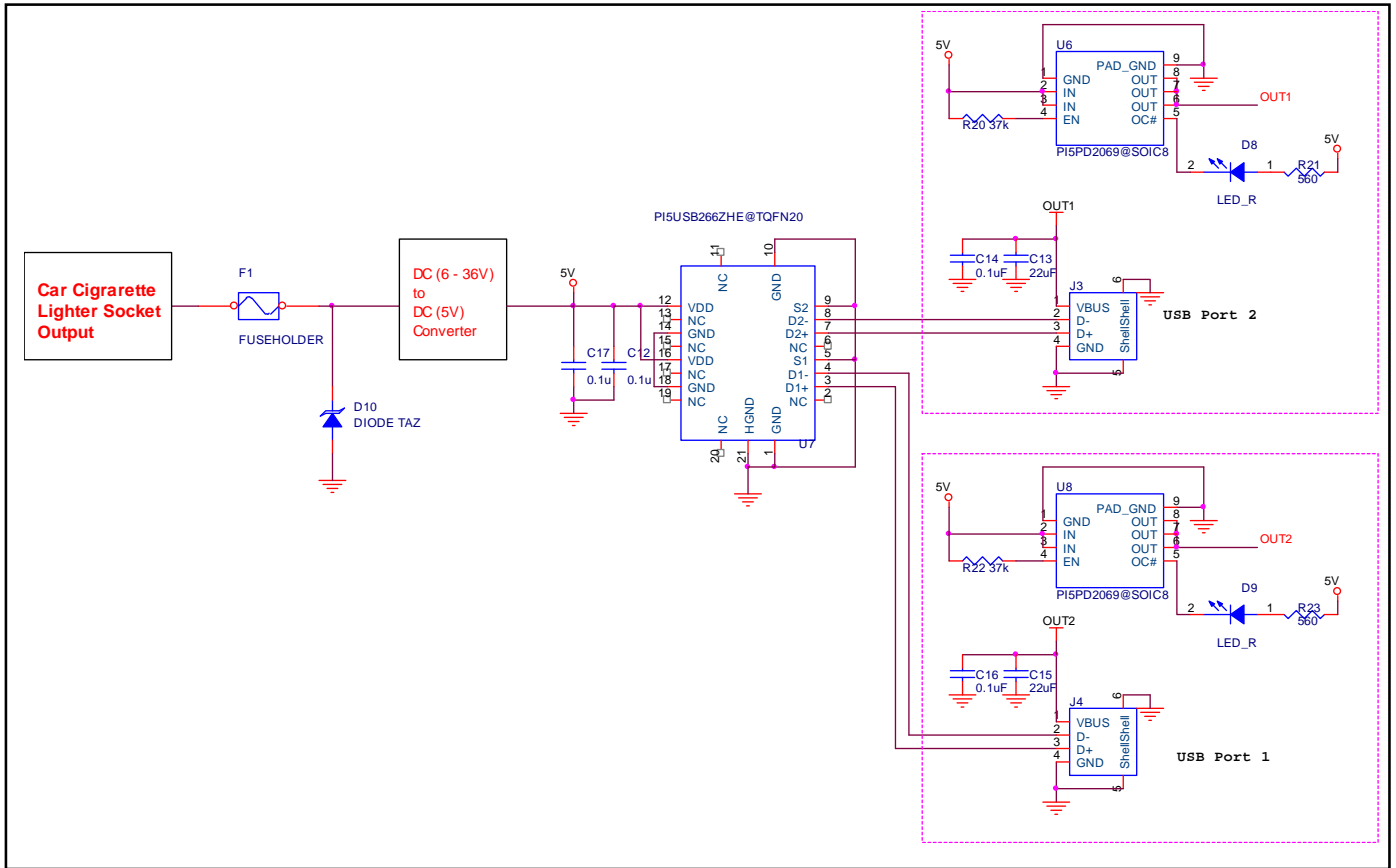 Car Cigrarette
Lighter Socket
Output
F1
FUSEHOLDER
D10
DIODE TAZ
DC (6 - 36V)
to
DC (5V)
Converter
5V
C17
0.1u
C12
0.1u
PI5USB266ZHE@TQFN20
11
NC
10
GND
12
VDD
13
NC
14
GND
15
NC
16
VDD
17
NC
18
GND
19
NC
9
S2
8
D2-
7
D2+
6
NC
5
S1
4
D1-
3
D1+
2
NC
20
NC
21
HGND
1
GND
U7
5V
U6
1
GND
2
IN
3
IN
4
EN
PAD_GND
9
OUT
8
OUT
7
OUT
6
OC#
5
R20 37k
PI5PD2069@SOIC8
OUT1
D8
2
1
LED_R
R21
560
5V
OUT1
C14
0.1uF
C13
22uF
J3
1
VBUS
2
D-
3
D+
4
GND
6
ShellShell
5
USB Port 2
5V
U8
1
GND
2
IN
3
IN
4
EN
PAD_GND
9
OUT
8
OUT
7
OUT
6
OC#
5
R22 37k
PI5PD2069@SOIC8
OUT2
D9
2
1
LED_R
R23
560
5V
OUT2
C16
0.1uF
C15
22uF
J4
1
VBUS
2
D-
3
D+
4
GND
6
ShellShell
5
USB Port 1